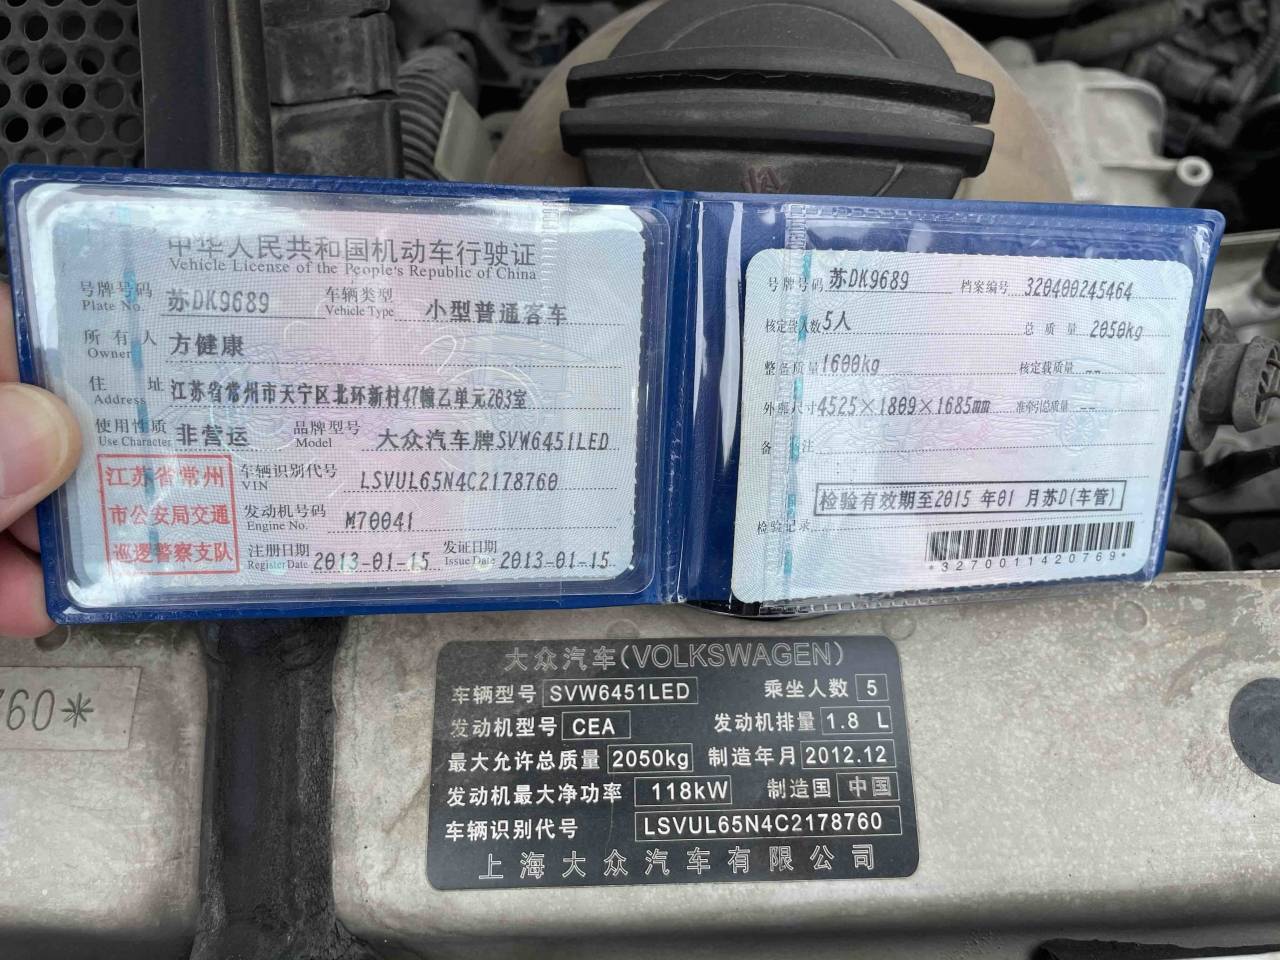 中华人民共和国机动车行驶证
Vehicle License of the People's Republic of China
号牌号码 苏DK9689 车辆类型 小型普通客车
Plate No. Vehicle Type
所有人 方健康
Owner
住址 江苏省常州市天宁区北环新村47幢乙单元203室
Address
使用性质 非营运 品牌型号 大众汽车牌SVW6451LED
Use Character Model
江苏省常州
市公安局交通
巡逻警察支队
车辆识别代号 LSVUL65N4C2178760
VIN
发动机号码 M70041
Engine No.
注册日期 2013-01-15 发证日期 2013-01-15
Register Date Issue Date
号牌号码 苏DK9689 档案编号 320400245464
核定载人数 5人 总质量 2050kg
整备质量 1600kg 核定载质量 --
外廓尺寸 4525×1809×1685mm 准牵引总质量 --
备注
检验有效期至2015年01月苏D(车管)
检验记录
*3270011420769*
760*
大众汽车(VOLKSWAGEN)
车辆型号 SVW6451LED 乘坐人数 5
发动机型号 CEA 发动机排量 1.8 L
最大允许总质量 2050kg 制造年月 2012.12
发动机最大净功率 118kW 制造国 中国
车辆识别代号 LSVUL65N4C2178760
上海大众汽车有限公司